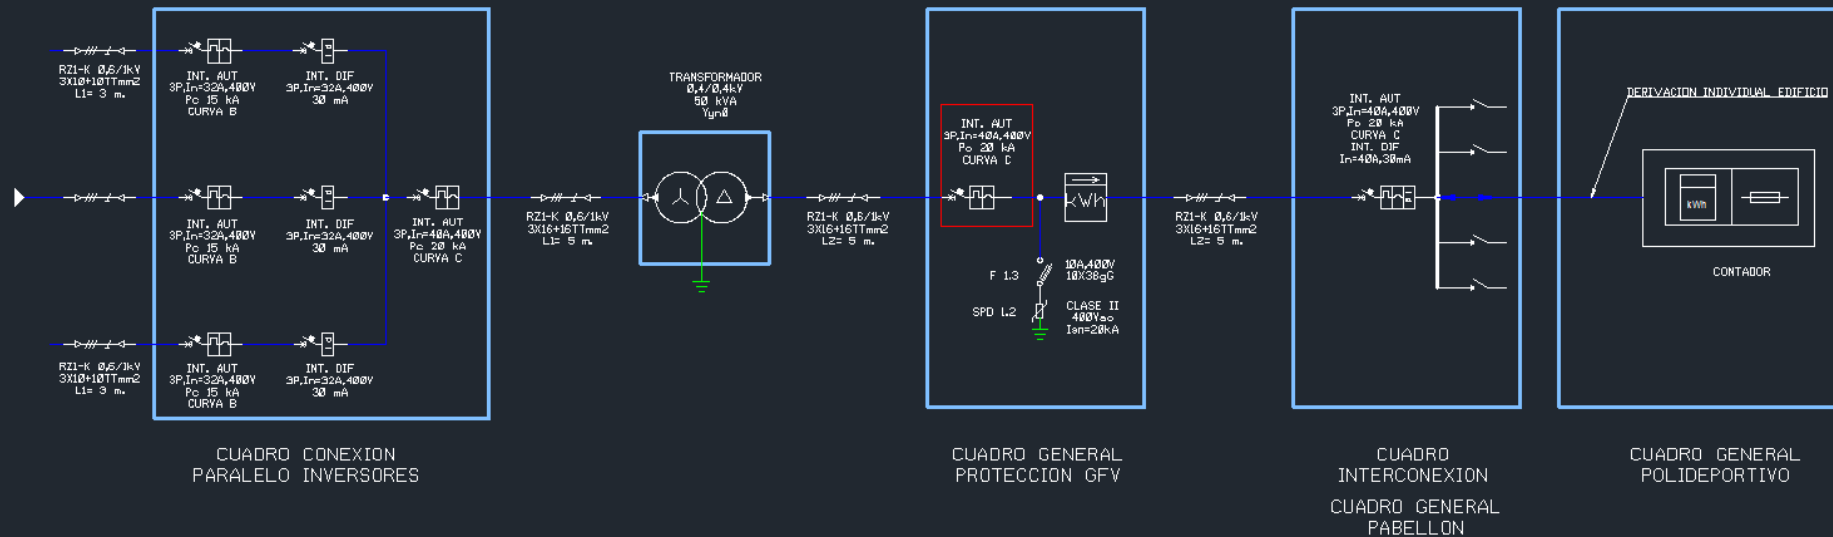 RZ1-K 0,6/1kV
3X10+10TTmm2
L1= 3 m.
INT. AUT
3P,In=32A,400V
Pc 15 kA
CURVA B
INT. DIF
3P,In=32A,400V
30 mA
INT. AUT
3P,In=32A,400V
Pc 15 kA
CURVA B
INT. DIF
3P,In=32A,400V
30 mA
INT. AUT
3P,In=40A,400V
Pc 20 kA
CURVA C
RZ1-K 0,6/1kV
3X10+10TTmm2
L1= 3 m.
INT. AUT
3P,In=32A,400V
Pc 15 kA
CURVA B
INT. DIF
3P,In=32A,400V
30 mA
CUADRO CONEXION
PARALELO INVERSORES
RZ1-K 0,6/1kV
3X16+16TTmm2
L1= 5 m.
TRANSFORMADOR
0,4/0,4kV
50 kVA
Yyn0
RZ1-K 0,6/1kV
3X16+16TTmm2
L2= 5 m.
INT. AUT
3P,In=40A,400V
Pc 20 kA
CURVA C
kWh
F 1.3
10A,400V
10X38gG
SPD 1.2
CLASE II
400Vac
Isn=20kA
CUADRO GENERAL
PROTECCION GFV
RZ1-K 0,6/1kV
3X16+16TTmm2
L2= 5 m.
INT. AUT
3P,In=40A,400V
Pc 20 kA
CURVA C
INT. DIF
In=40A,30mA
CUADRO
INTERCONEXION
CUADRO GENERAL
PABELLON
DERIVACION INDIVIDUAL EDIFICIO
kWh
CONTADOR
CUADRO GENERAL
POLIDEPORTIVO